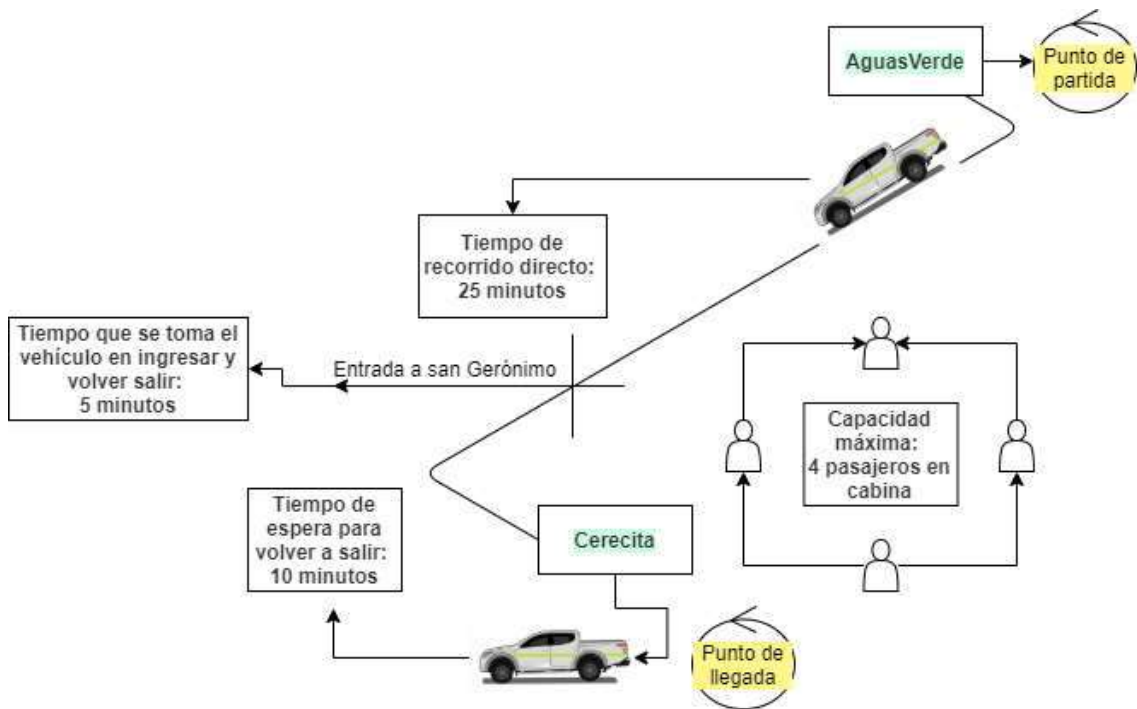 AguasVerde
Punto de
partida
Tiempo de
recorrido directo:
25 minutos
Tiempo que se toma el
vehículo en ingresar y
volver salir:
5 minutos
Entrada a san Gerónimo
Capacidad
máxima:
4 pasajeros en
cabina
Tiempo de
espera para
volver a salir:
10 minutos
Cerecita
Punto de
llegada